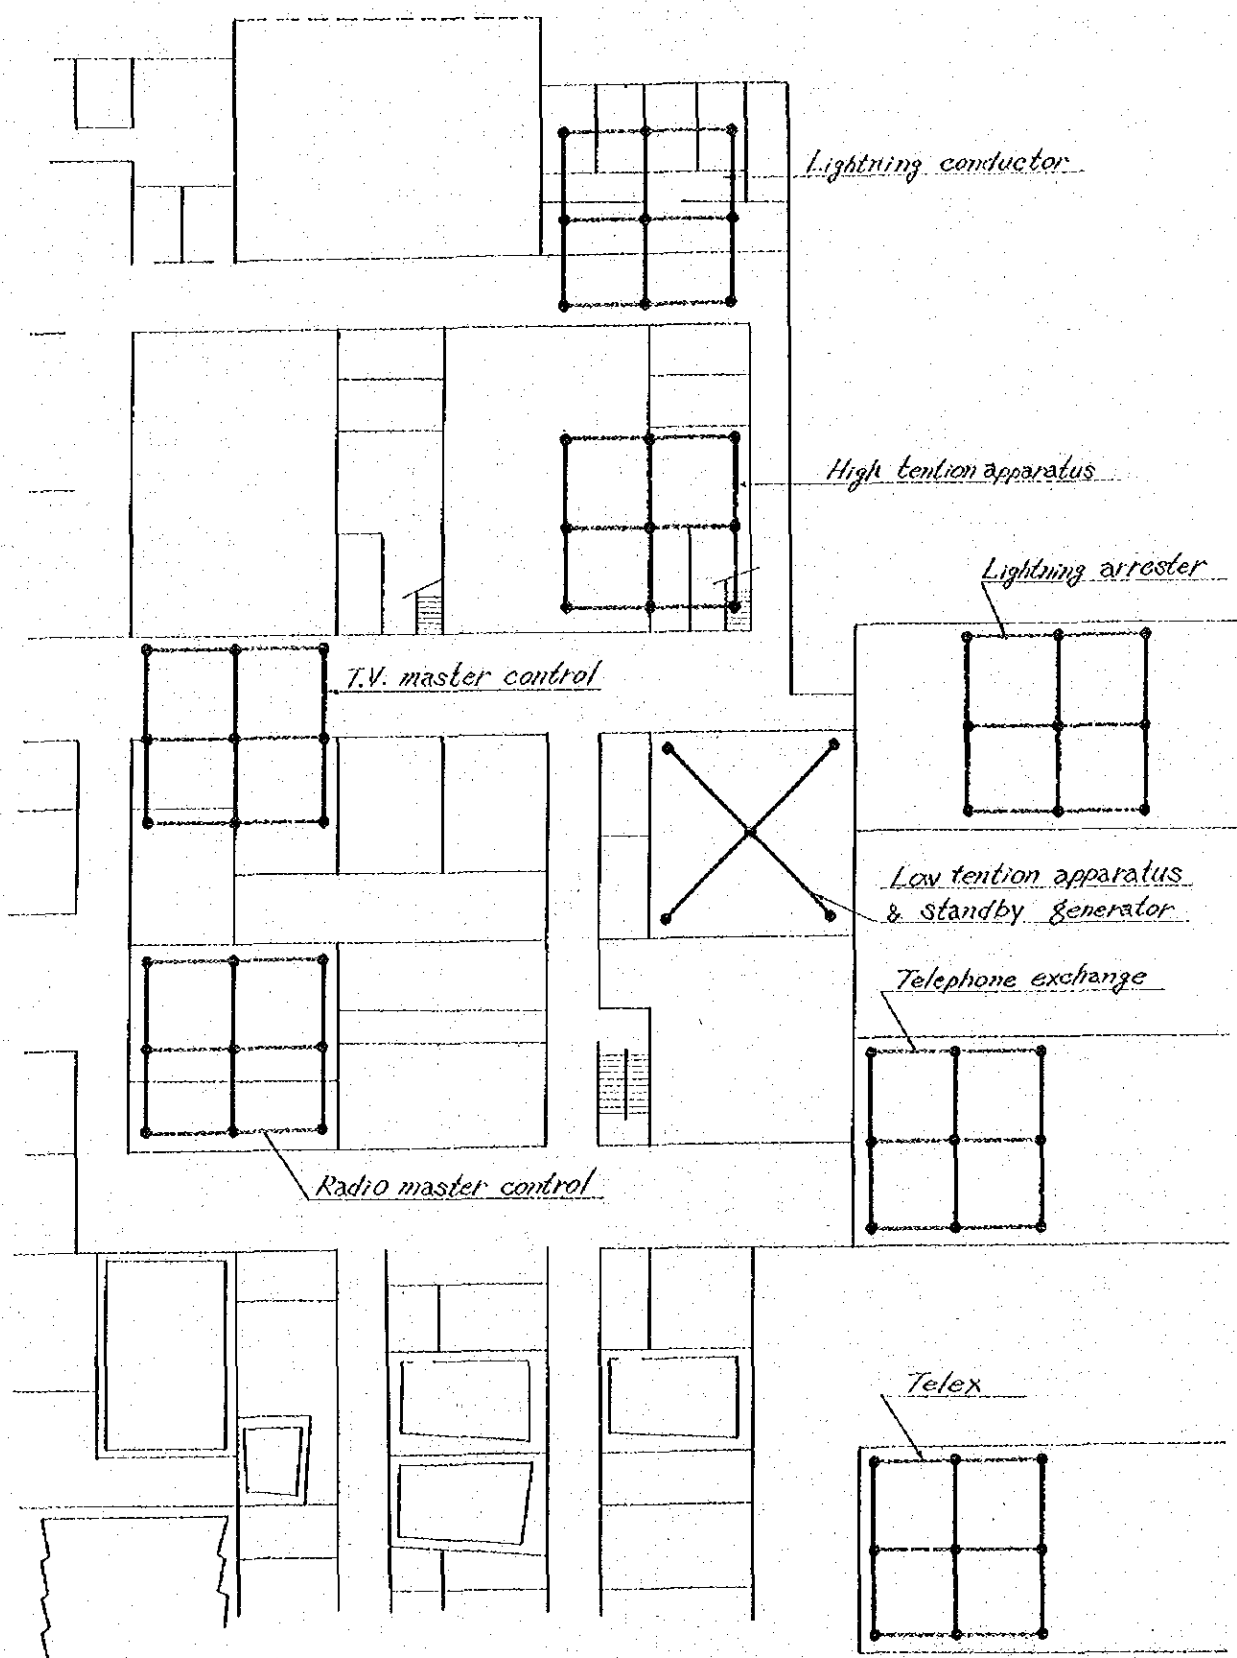 Lightning conductor
High tention apparatus
Lightning arrester
T.V. master control
Low tention apparatus
& standby generator
Telephone exchange
Radio master control
Telex